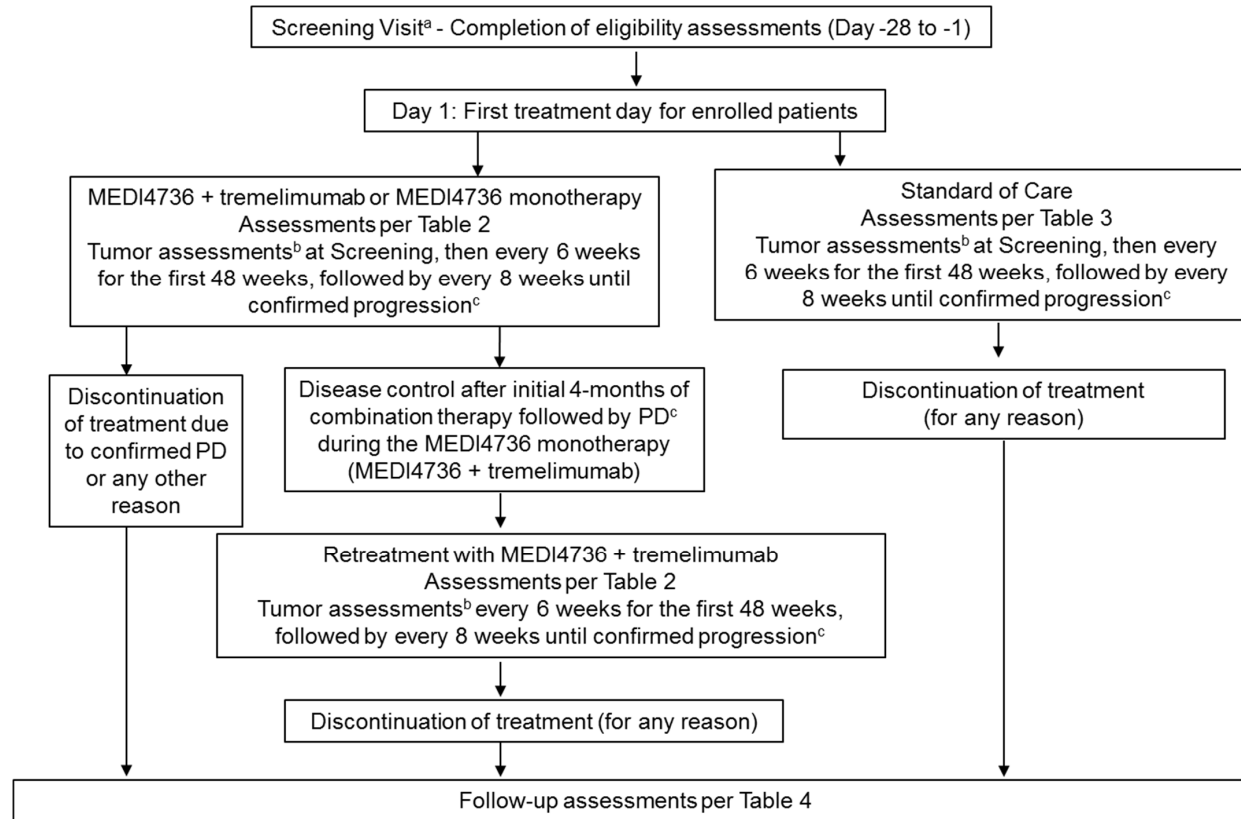 Screening Visitᵃ - Completion of eligibility assessments (Day -28 to -1)
Day 1: First treatment day for enrolled patients
MEDI4736 + tremelimumab or MEDI4736 monotherapy
Assessments per Table 2
Tumor assessmentsᵇ at Screening, then every 6 weeks
for the first 48 weeks, followed by every 8 weeks until
confirmed progressionᶜ
Standard of Care
Assessments per Table 3
Tumor assessmentsᵇ at Screening, then every
6 weeks for the first 48 weeks, followed by every
8 weeks until confirmed progressionᶜ
Discontinuation
of treatment due
to confirmed PD
or any other
reason
Disease control after initial 4-months of
combination therapy followed by PDᶜ
during the MEDI4736 monotherapy
(MEDI4736 + tremelimumab)
Discontinuation of treatment
(for any reason)
Retreatment with MEDI4736 + tremelimumab
Assessments per Table 2
Tumor assessmentsᵇ every 6 weeks for the first 48 weeks,
followed by every 8 weeks until confirmed progressionᶜ
Discontinuation of treatment (for any reason)
Follow-up assessments per Table 4